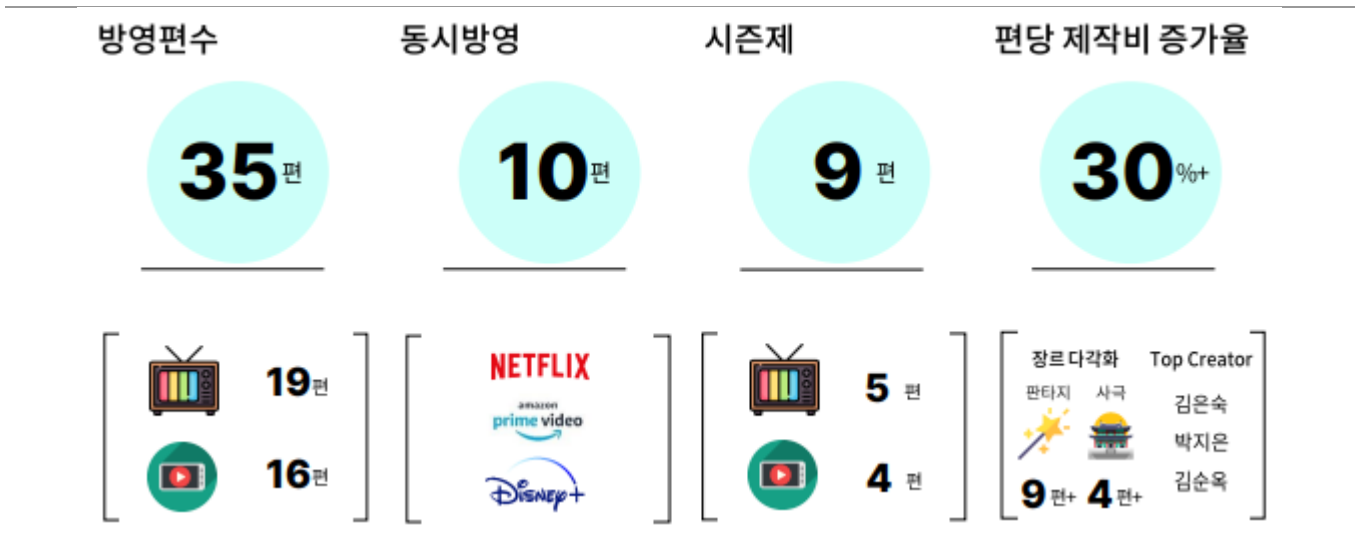 방영편수
35편
19편
16편
동시방영
10편
NETFLIX
amazon
prime video
Disney+
시즌제
9 편
5 편
4 편
편당 제작비 증가율
30%+
장르 다각화
판타지 사극
9편+ 4편+
Top Creator
김은숙
박지은
김순옥